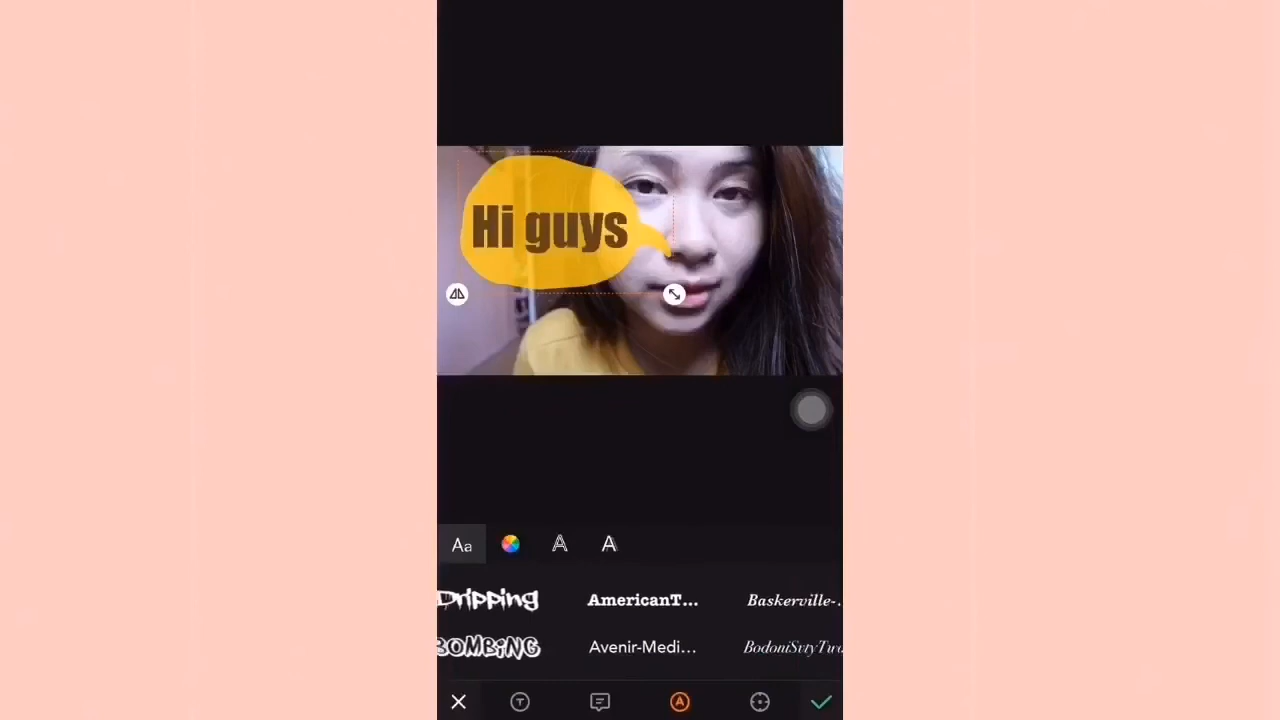 Hi guys
Aa A A
Dripping AmericanT... Baskerville-..
BOMBING Avenir-Medi... BodoniSvtyTwo
T A